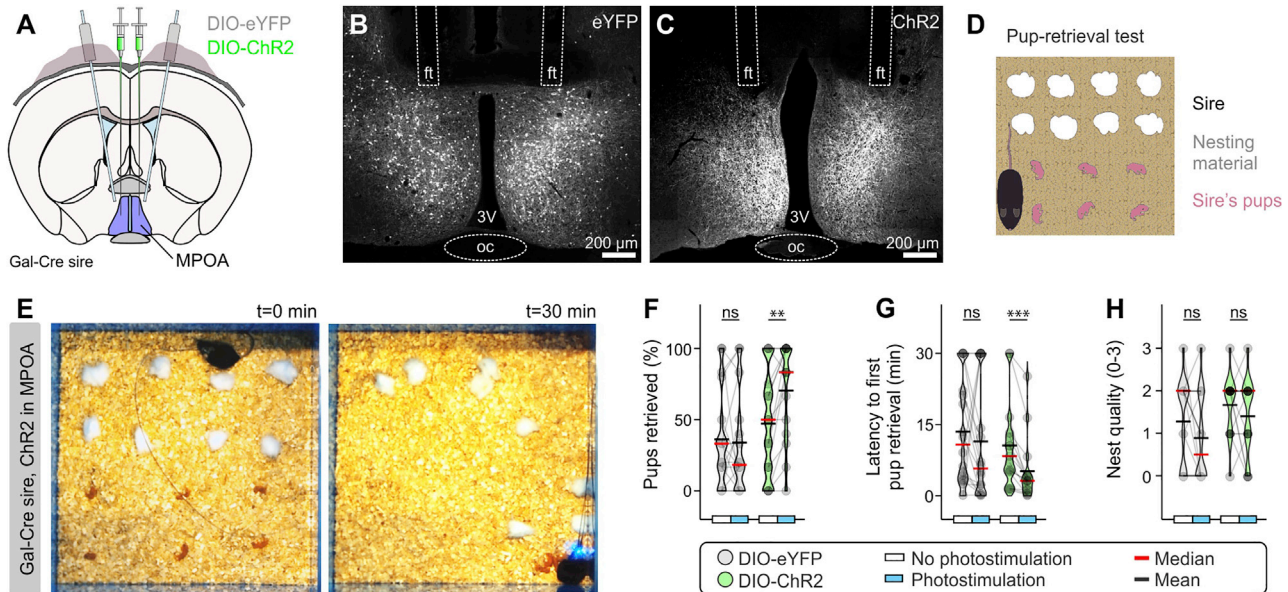 A
DIO-eYFP
DIO-ChR2
Gal-Cre sire
MPOA
B
eYFP
ft
ft
3V
oc
200 µm
C
ChR2
ft
ft
3V
oc
200 µm
D
Pup-retrieval test
Sire
Nesting
material
Sire's pups
E
t=0 min
t=30 min
Gal-Cre sire, ChR2 in MPOA
F
ns
**
Pups retrieved (%)
100
50
0
G
ns
***
Latency to first
pup retrieval (min)
30
15
0
H
ns
ns
Nest quality (0-3)
3
2
1
0
DIO-eYFP
DIO-ChR2
No photostimulation
Photostimulation
Median
Mean